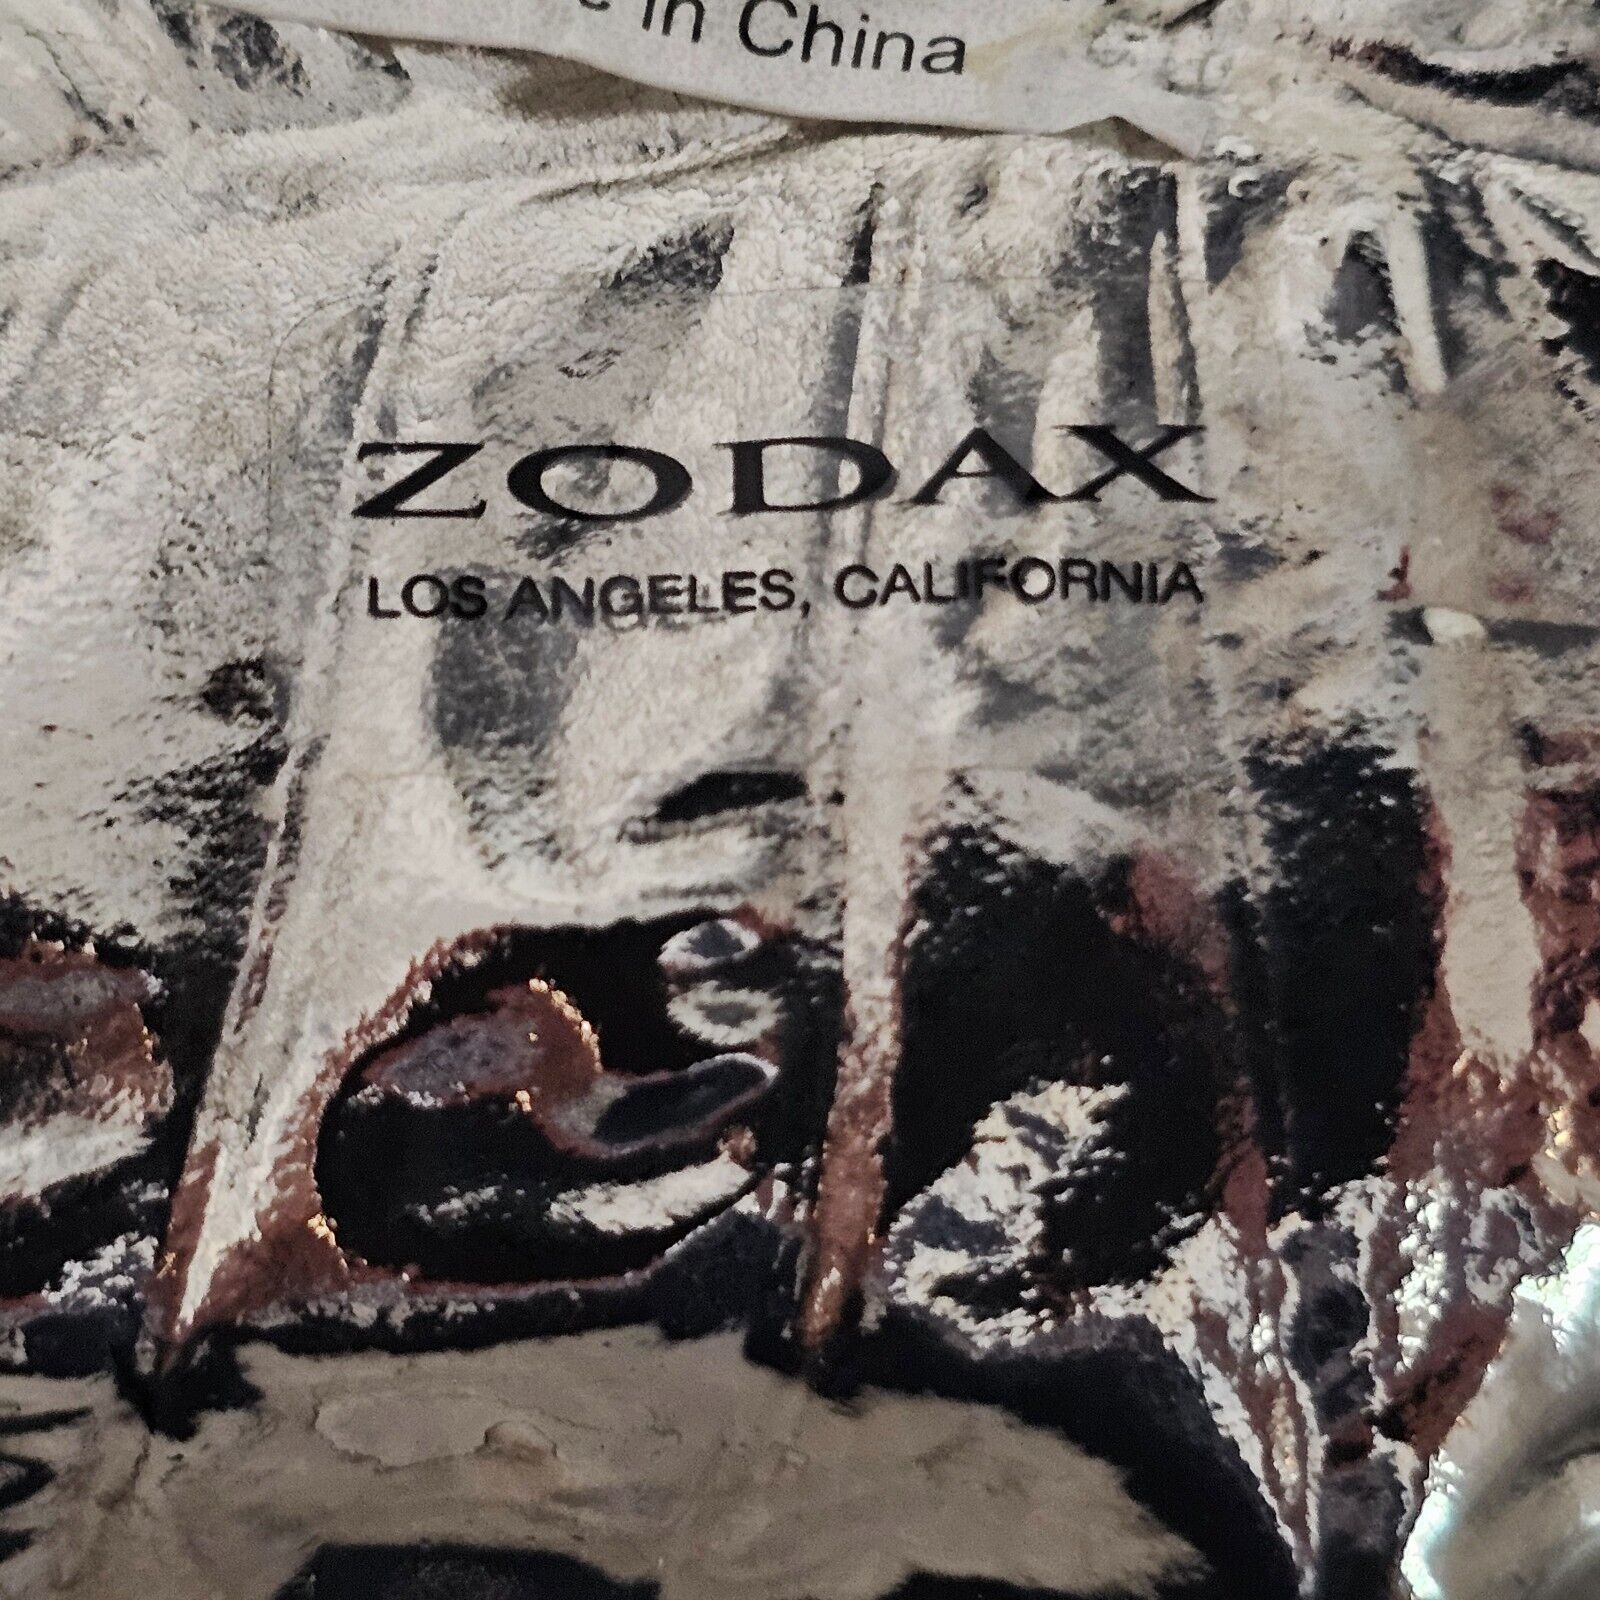 in China
ZODAX
LOS ANGELES, CALIFORNIA